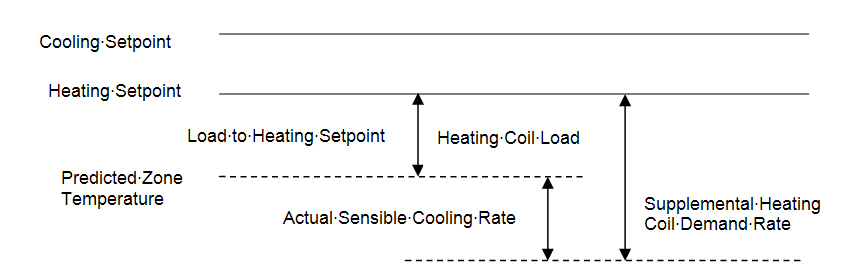 Cooling·Setpoint
Heating·Setpoint
Load·to·Heating·Setpoint
Heating·Coil·Load
Predicted·Zone
Temperature
Actual·Sensible·Cooling·Rate
Supplemental·Heating
Coil·Demand·Rate